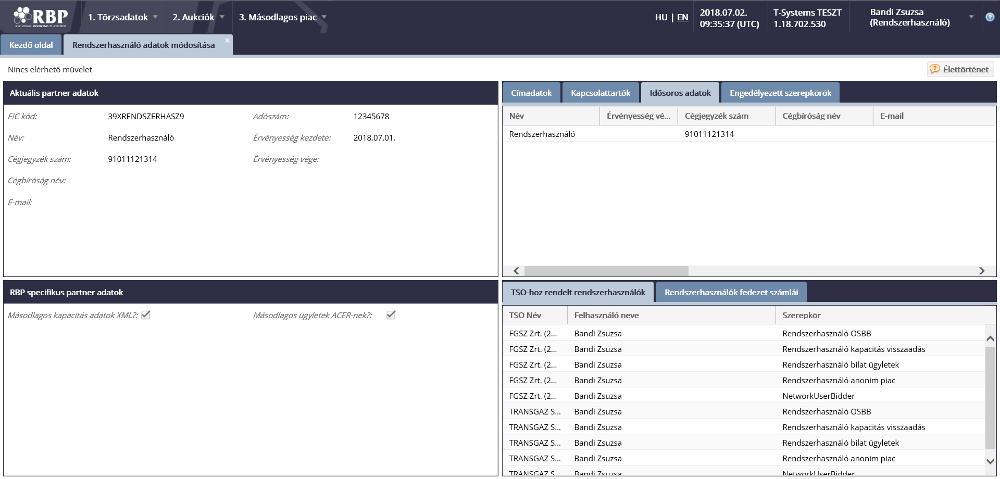 RBP
REGIONAL BOOKING PLATFORM
1. Törzsadatok
2. Aukciók
3. Másodlagos piac
HU | EN
2018.07.02.
09:35:37 (UTC)
T-Systems TESZT
1.18.702.530
Bandi Zsuzsa
(Rendszerhasználó)
Kezdő oldal
Rendszerhasználó adatok módosítása
Nincs elérhető művelet
Élettörténet
Aktuális partner adatok
EIC kód: 39XRENDSZERHASZ9 Adószám: 12345678
Név: Rendszerhasználó Érvényesség kezdete: 2018.07.01.
Cégjegyzék szám: 91011121314 Érvényesség vége:
Cégbíróság név:
E-mail:
Címadatok Kapcsolattartók Idősoros adatok Engedélyezett szerepkörök
Név Érvényesség vé... Cégjegyzék szám Cégbíróság név E-mail
Rendszerhasználó 91011121314
RBP specifikus partner adatok
Másodlagos kapacitás adatok XML?: Másodlagos ügyletek ACER-nek?:
TSO-hoz rendelt rendszerhasználók Rendszerhasználók fedezet számlái
TSO Név Felhasználó neve Szerepkör
FGSZ Zrt. (2... Bandi Zsuzsa Rendszerhasználó OSBB
FGSZ Zrt. (2... Bandi Zsuzsa Rendszerhasználó kapacitás visszaadás
FGSZ Zrt. (2... Bandi Zsuzsa Rendszerhasználó bilat ügyletek
FGSZ Zrt. (2... Bandi Zsuzsa Rendszerhasználó anonim piac
FGSZ Zrt. (2... Bandi Zsuzsa NetworkUserBidder
TRANSGAZ S... Bandi Zsuzsa Rendszerhasználó OSBB
TRANSGAZ S... Bandi Zsuzsa Rendszerhasználó kapacitás visszaadás
TRANSGAZ S... Bandi Zsuzsa Rendszerhasználó bilat ügyletek
TRANSGAZ S... Bandi Zsuzsa Rendszerhasználó anonim piac
TRANSGAZ S... Bandi Zsuzsa NetworkUserBidder